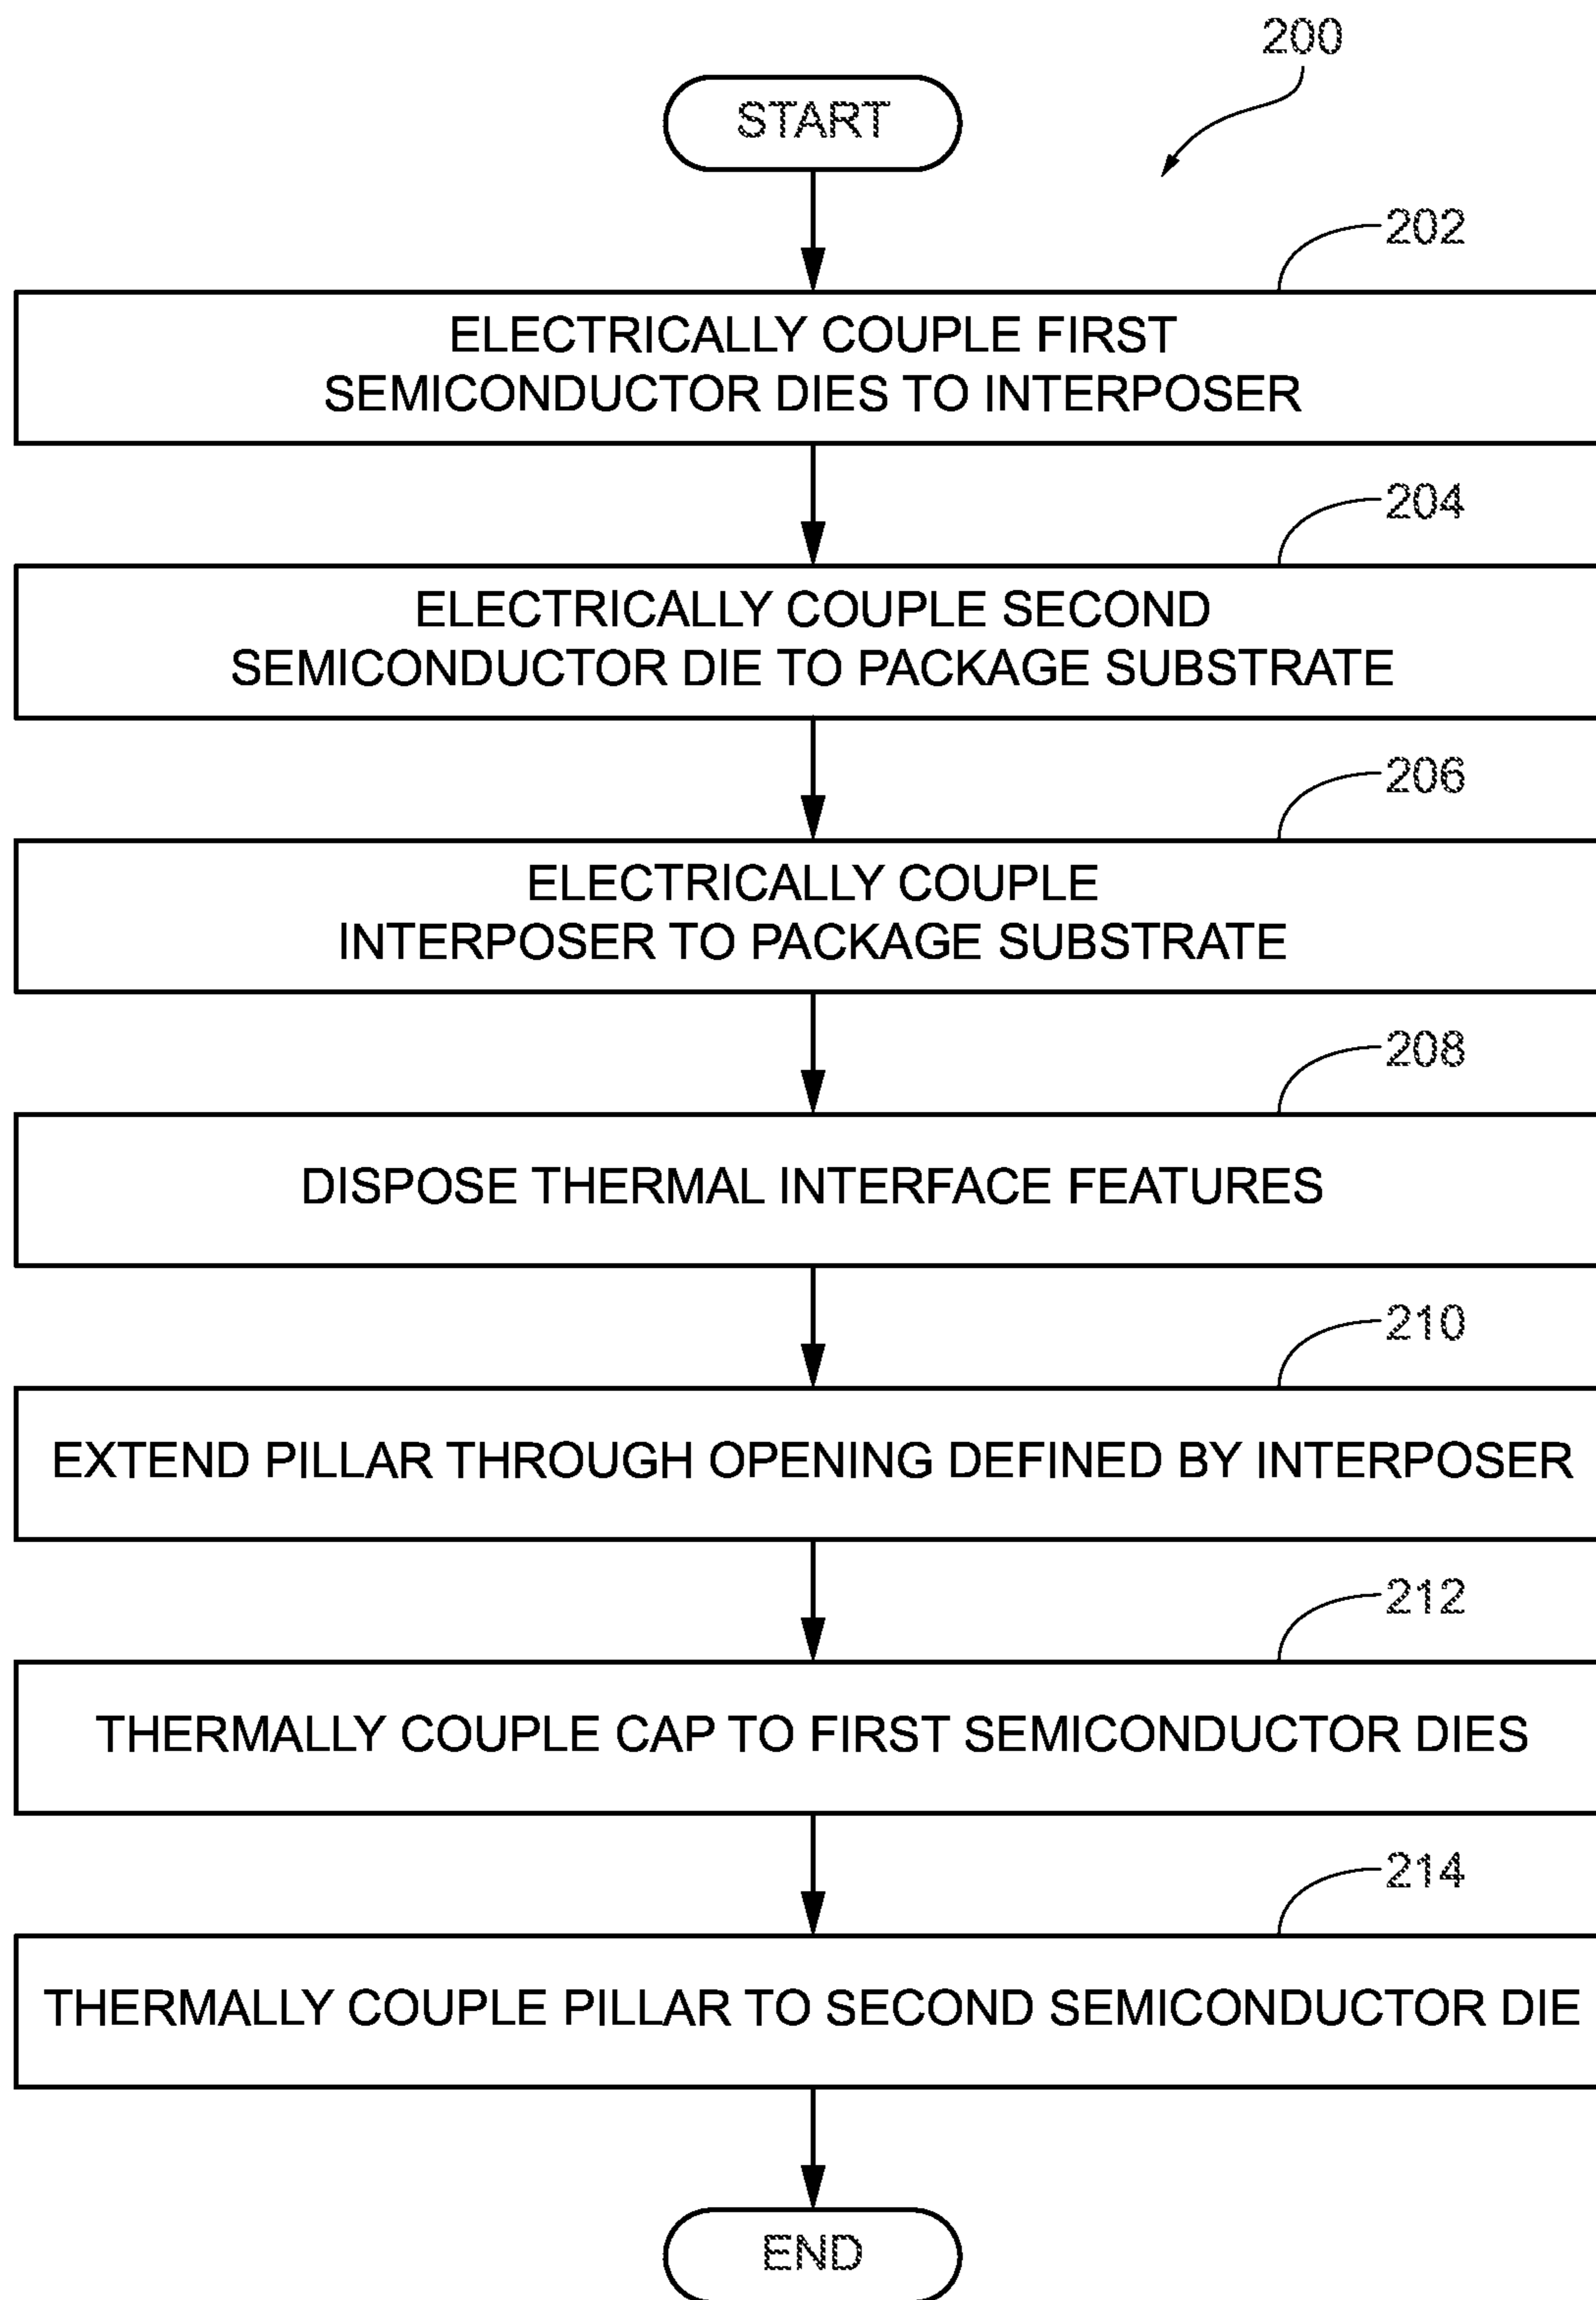 200
START
202
ELECTRICALLY COUPLE FIRST
SEMICONDUCTOR DIES TO INTERPOSER
204
ELECTRICALLY COUPLE SECOND
SEMICONDUCTOR DIE TO PACKAGE SUBSTRATE
206
ELECTRICALLY COUPLE
INTERPOSER TO PACKAGE SUBSTRATE
208
DISPOSE THERMAL INTERFACE FEATURES
210
EXTEND PILLAR THROUGH OPENING DEFINED BY INTERPOSER
212
THERMALLY COUPLE CAP TO FIRST SEMICONDUCTOR DIES
214
THERMALLY COUPLE PILLAR TO SECOND SEMICONDUCTOR DIE
END